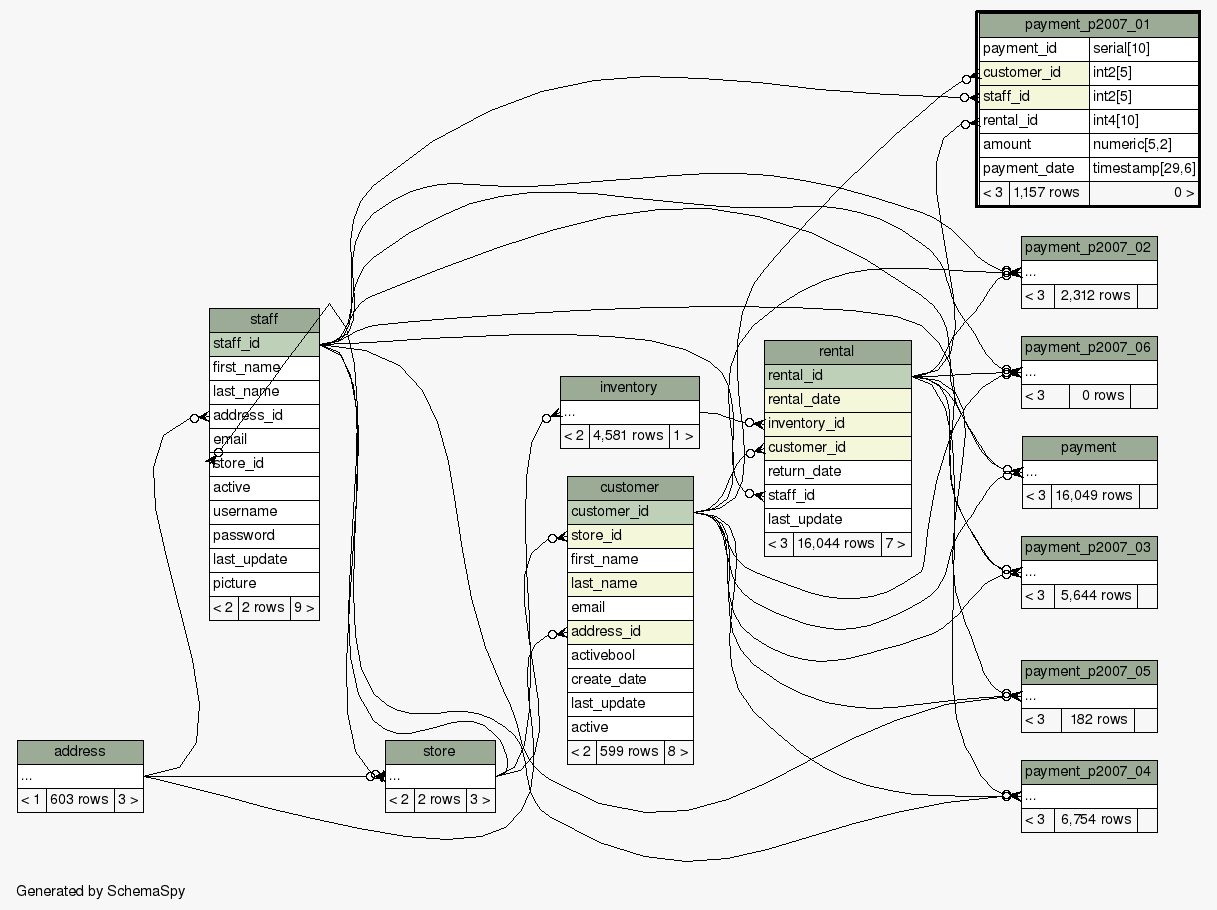 payment_p2007_01
payment_id serial[10]
customer_id int2[5]
staff_id int2[5]
rental_id int4[10]
amount numeric[5,2]
payment_date timestamp[29,6]
< 3 1,157 rows 0 >
payment_p2007_02
...
< 3 2,312 rows
staff
staff_id
first_name
last_name
address_id
email
store_id
active
username
password
last_update
picture
< 2 2 rows 9 >
inventory
...
< 2 4,581 rows 1 >
rental
rental_id
rental_date
inventory_id
customer_id
return_date
staff_id
last_update
< 3 16,044 rows 7 >
payment_p2007_06
...
< 3 0 rows
payment
...
< 3 16,049 rows
customer
customer_id
store_id
first_name
last_name
email
address_id
activebool
create_date
last_update
active
< 2 599 rows 8 >
payment_p2007_03
...
< 3 5,644 rows
payment_p2007_05
...
< 3 182 rows
address
...
< 1 603 rows 3 >
store
...
< 2 2 rows 3 >
payment_p2007_04
...
< 3 6,754 rows
Generated by SchemaSpy